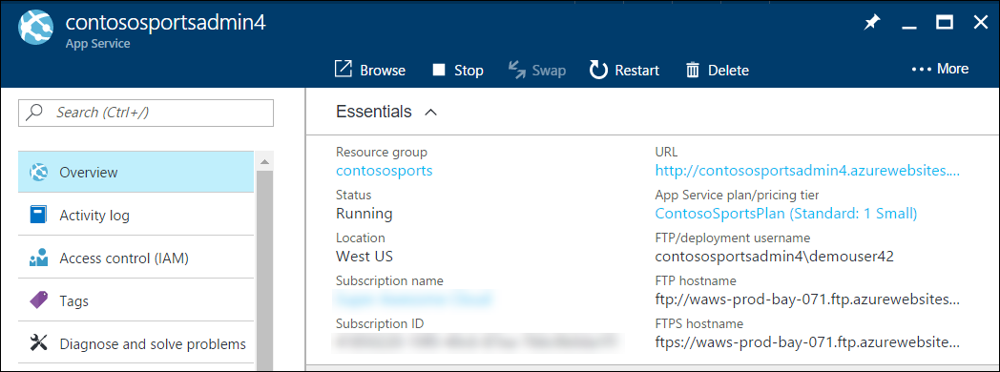 contososportsadmin4
App Service
Browse
Stop
Swap
Restart
Delete
More
Search (Ctrl+/)
Overview
Activity log
Access control (IAM)
Tags
Diagnose and solve problems
Essentials
Resource group
contososports
Status
Running
Location
West US
Subscription name
Subscription ID
URL
http://contososportsadmin4.azurewebsites....
App Service plan/pricing tier
ContosoSportsPlan (Standard: 1 Small)
FTP/deployment username
contososportsadmin4\demouser42
FTP hostname
ftp://waws-prod-bay-071.ftp.azurewebsites...
FTPS hostname
ftps://waws-prod-bay-071.ftp.azurewebsite...